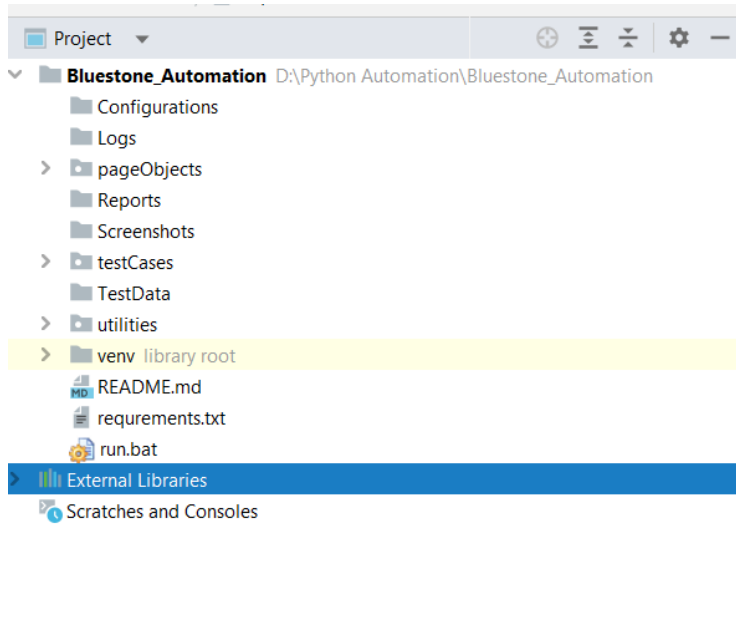 Project
Bluestone_Automation D:\Python Automation\Bluestone_Automation
Configurations
Logs
pageObjects
Reports
Screenshots
testCases
TestData
utilities
venv library root
MD README.md
requrements.txt
run.bat
External Libraries
Scratches and Consoles